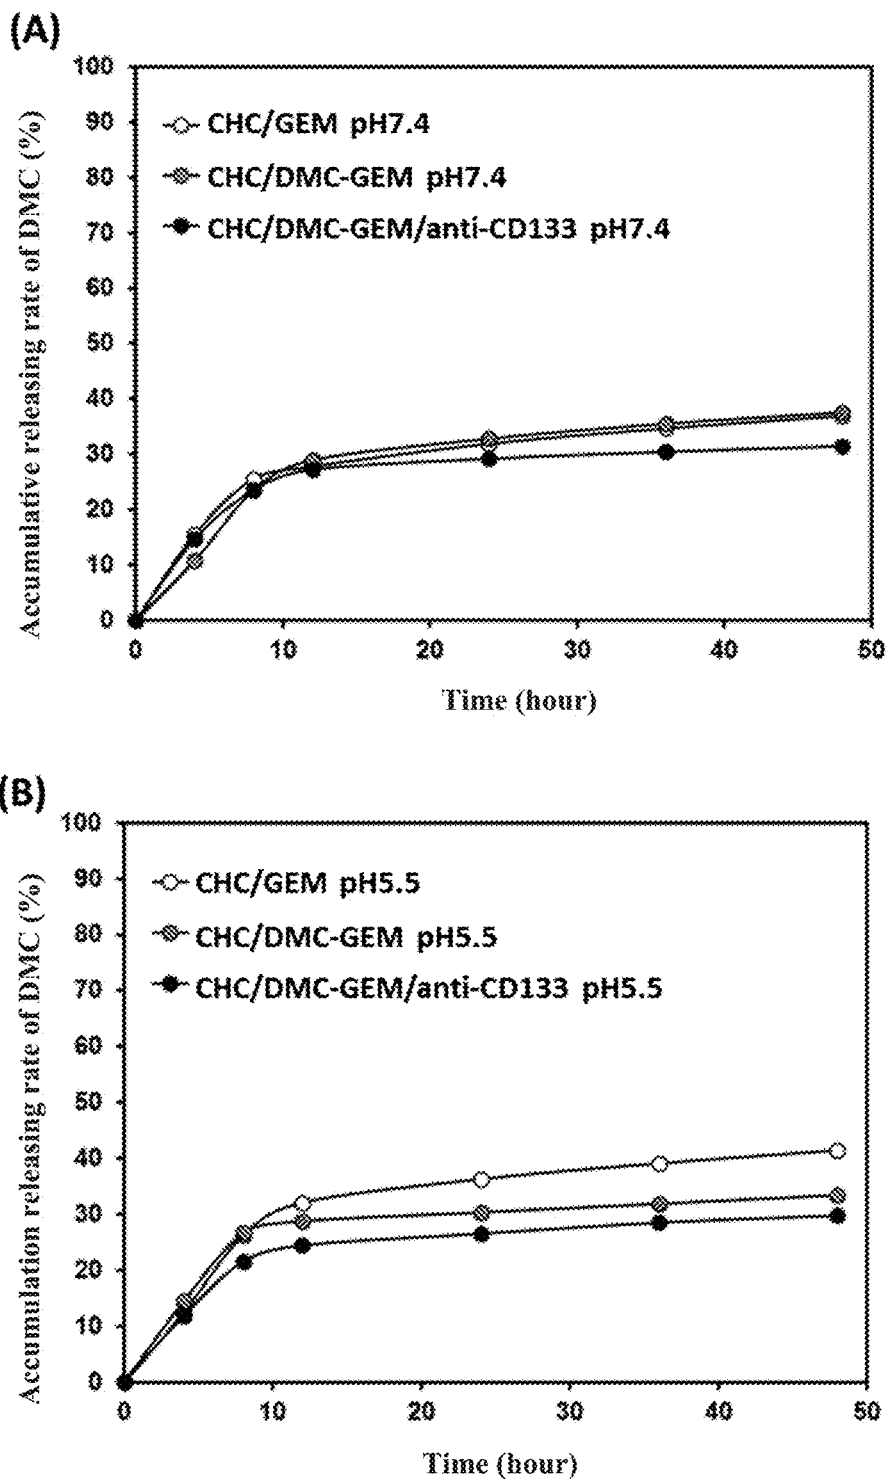 (A)
Accumulative releasing rate of DMC (%)
100
90
80
70
60
50
40
30
20
10
0
CHC/GEM pH7.4
CHC/DMC-GEM pH7.4
CHC/DMC-GEM/anti-CD133 pH7.4
0 10 20 30 40 50
Time (hour)
(B)
Accumulation releasing rate of DMC (%)
100
90
80
70
60
50
40
30
20
10
0
CHC/GEM pH5.5
CHC/DMC-GEM pH5.5
CHC/DMC-GEM/anti-CD133 pH5.5
0 10 20 30 40 50
Time (hour)